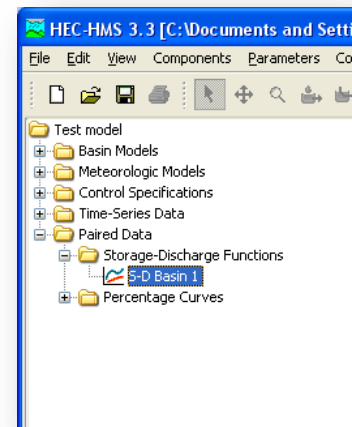 HEC-HMS 3.3 [C:\Documents and Setti
File Edit View Components Parameters Co
Test model
Basin Models
Meteorologic Models
Control Specifications
Time-Series Data
Paired Data
Storage-Discharge Functions
S-D Basin 1
Percentage Curves